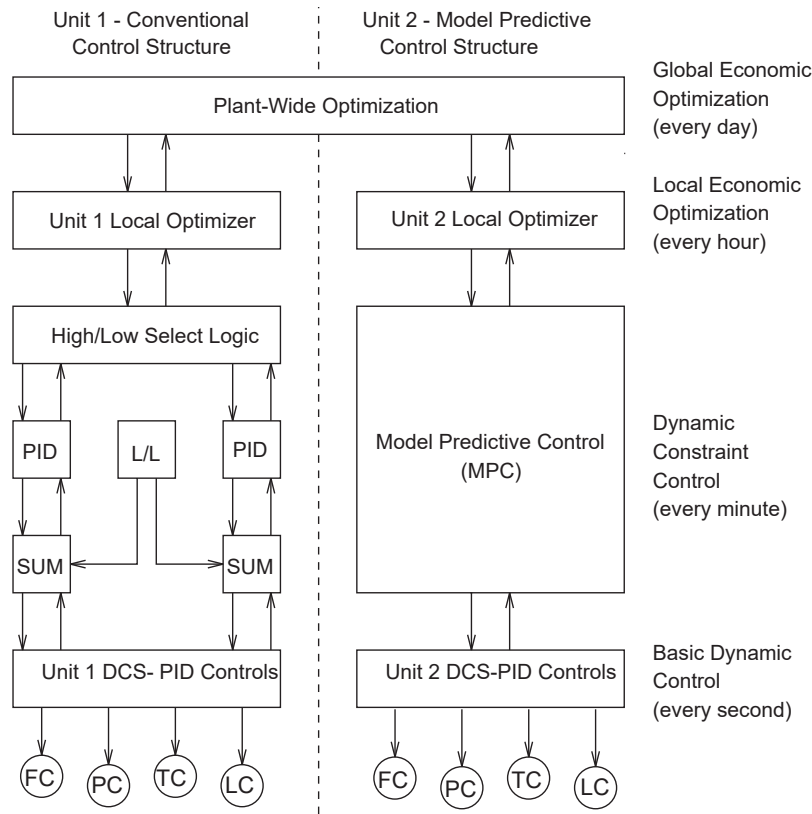 Unit 1 - Conventional
Control Structure
Unit 2 - Model Predictive
Control Structure
Plant-Wide Optimization
Global Economic
Optimization
(every day)
Unit 1 Local Optimizer
Unit 2 Local Optimizer
Local Economic
Optimization
(every hour)
High/Low Select Logic
PID
L/L
PID
SUM
SUM
Model Predictive Control
(MPC)
Dynamic
Constraint
Control
(every minute)
Unit 1 DCS- PID Controls
Unit 2 DCS-PID Controls
Basic Dynamic
Control
(every second)
FC
PC
TC
LC
FC
PC
TC
LC